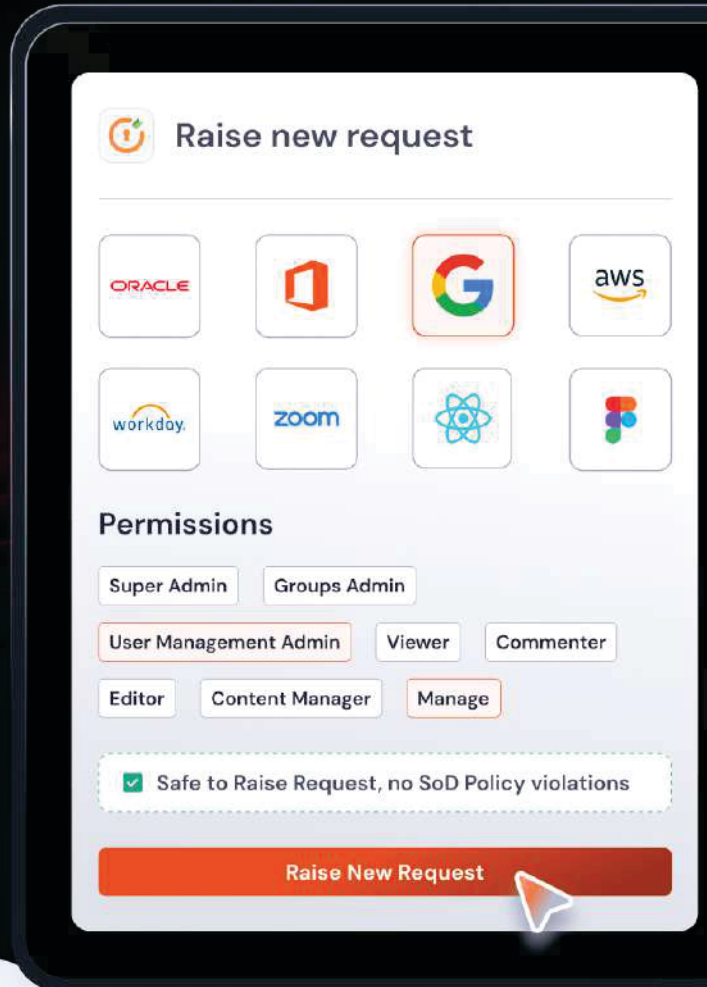 Raise new request
ORACLE
aws
workday.
zoom
Permissions
Super Admin
Groups Admin
User Management Admin
Viewer
Commenter
Editor
Content Manager
Manage
Safe to Raise Request, no SoD Policy violations
Raise New Request